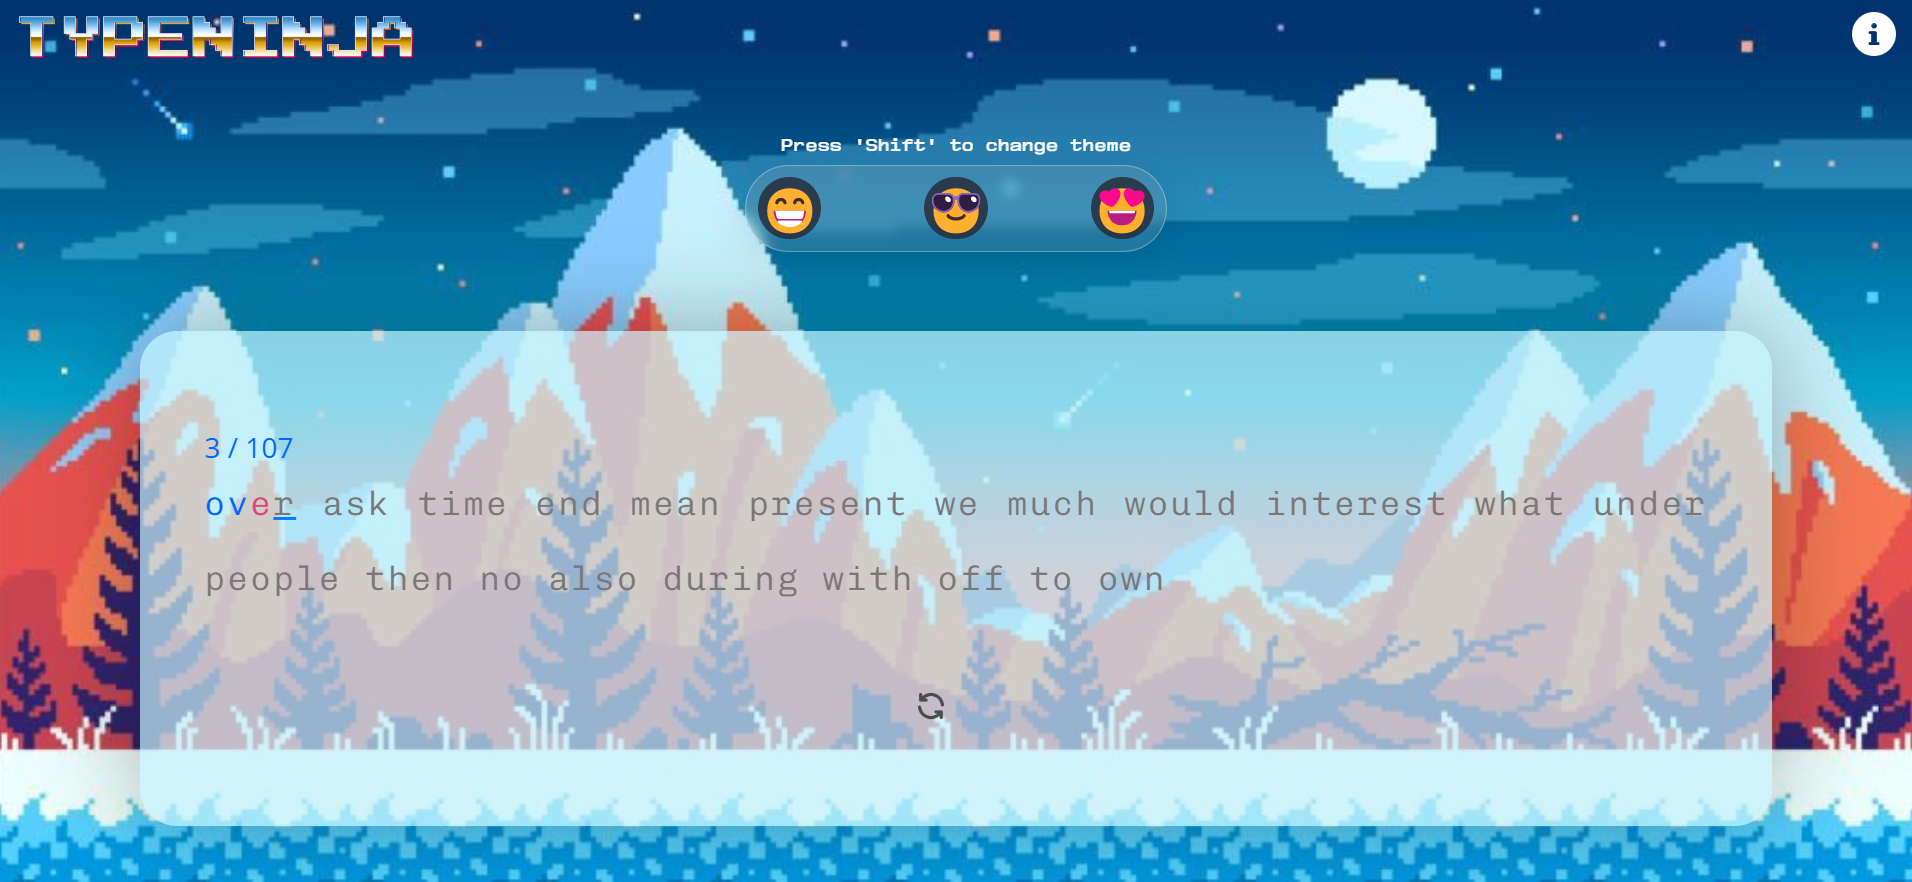 TYPENINJA
Press 'Shift' to change theme
3 / 107
over ask time end mean present we much would interest what under
people then no also during with off to own